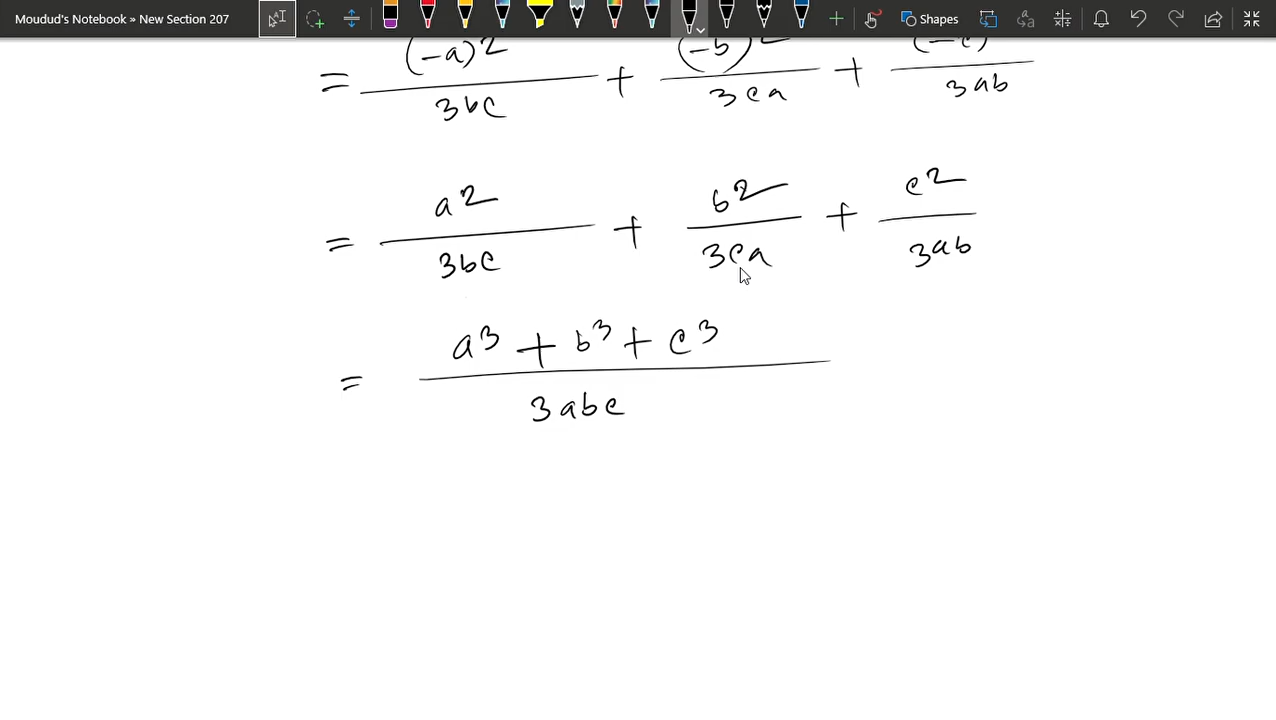 Moudud's Notebook » New Section 207
Shapes
= (-a)2/3bc + (-b)2/3ca + (-c)/3ab
= a2/3bc + b2/3ca + c2/3ab
= a3 + b3 + c3/3abc